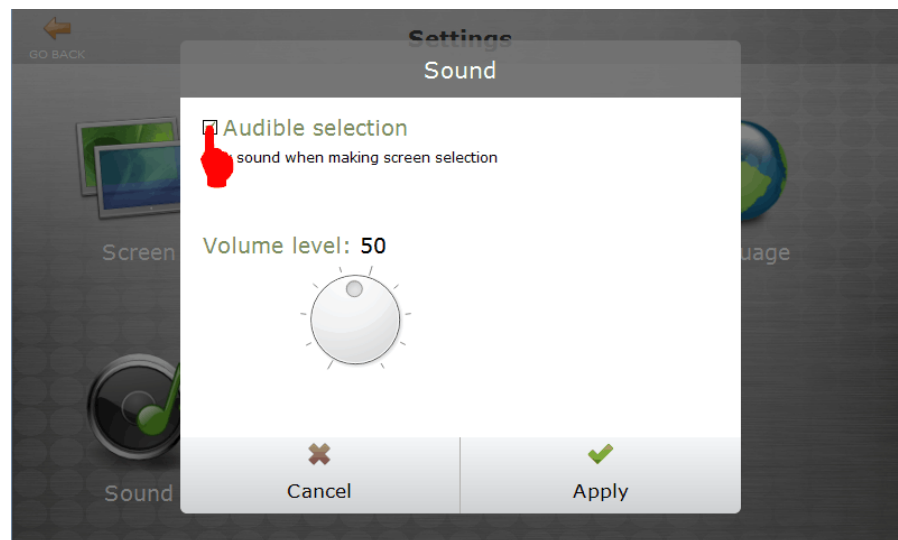 Settings
GO BACK
Sound
Audible selection
sound when making screen selection
Volume level: 50
Screen
uage
Sound
Cancel
Apply